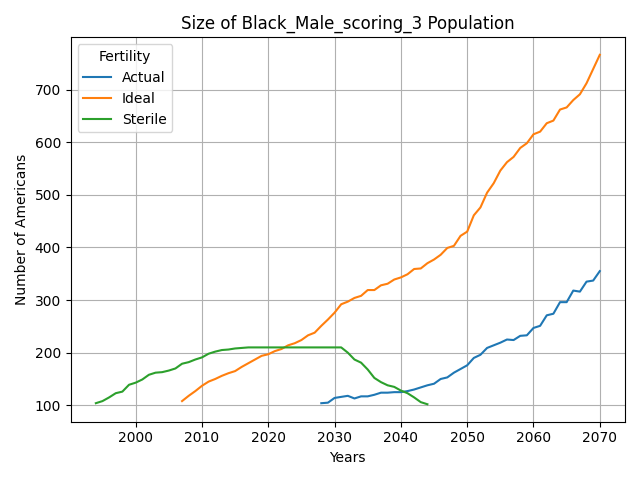 Size of Black_Male_scoring_3 Population
Fertility
Actual
Ideal
Sterile
Number of Americans
700
600
500
400
300
200
100
2000 2010 2020 2030 2040 2050 2060 2070
Years